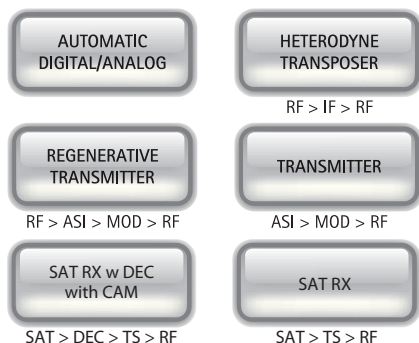 AUTOMATIC
DIGITAL/ANALOG
HETERODYNE
TRANSPOSER
RF > IF > RF
REGENERATIVE
TRANSMITTER
RF > ASI > MOD > RF
TRANSMITTER
ASI > MOD > RF
SAT RX w DEC
with CAM
SAT > DEC > TS > RF
SAT RX
SAT > TS > RF